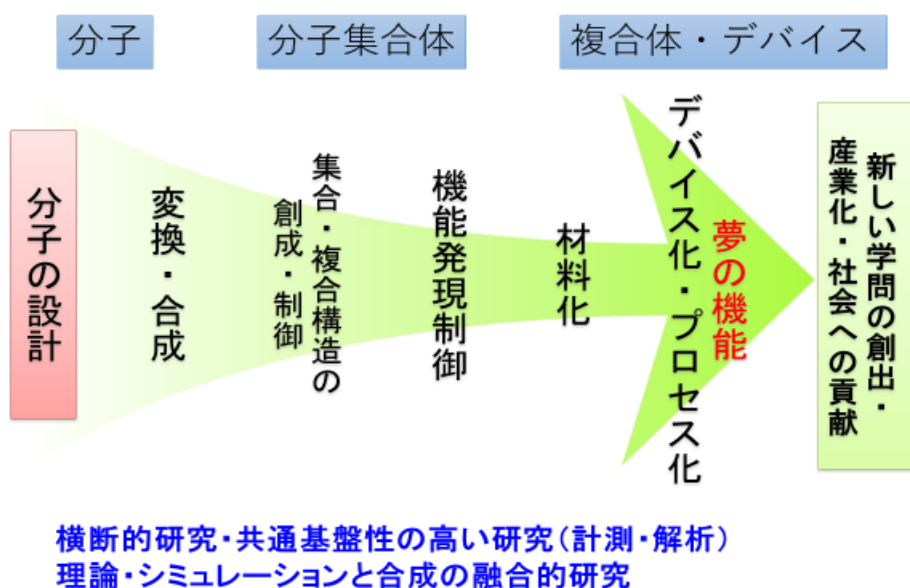 分子
分子集合体
複合体・デバイス
分子の設計
変換・合成
集合・複合構造の
創成・制御
機能発現制御
材料化
デバイス化・プロセス化
夢の機能
新しい学問の創出・
産業化・社会への貢献
横断的研究・共通基盤性の高い研究(計測・解析)
理論・シミュレーションと合成の融合的研究